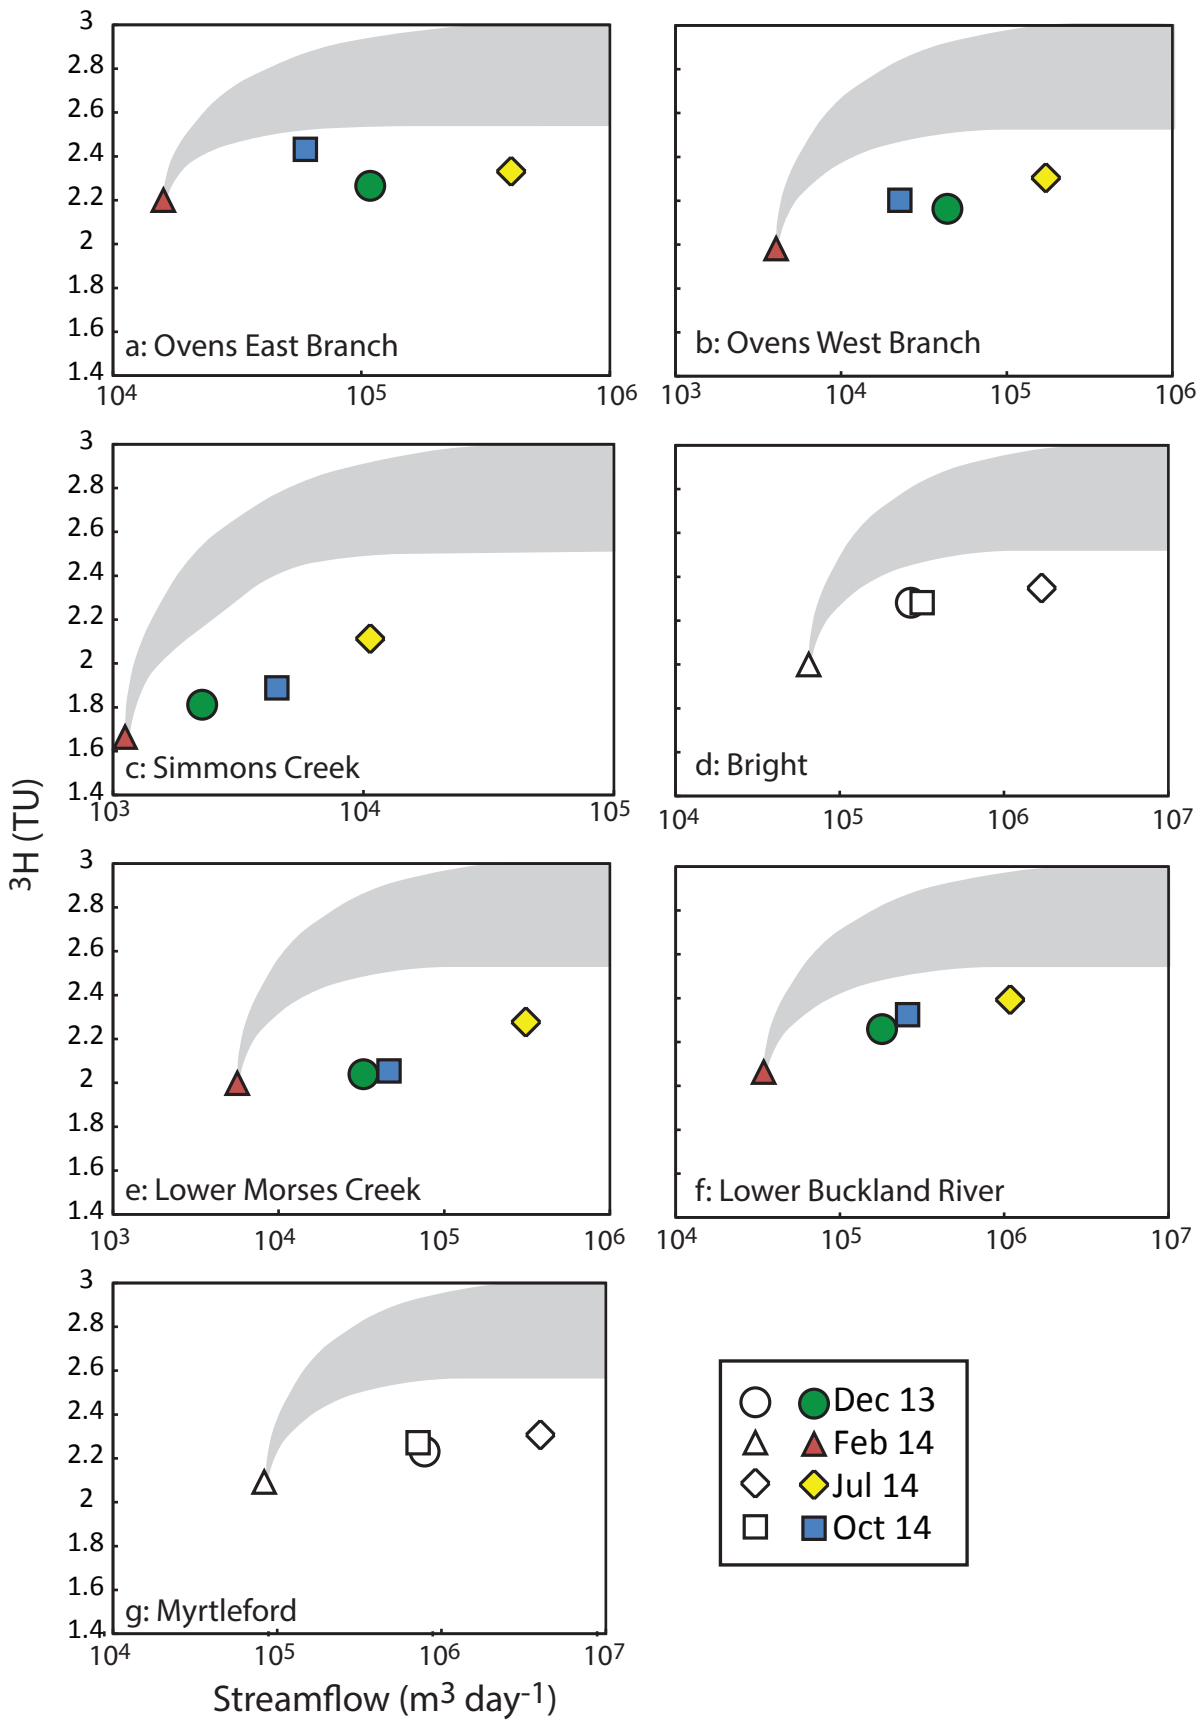 3
2.8
2.6
2.4
2.2
2
1.8
1.6
1.4
a: Ovens East Branch
10⁴ 10⁵ 10⁶
b: Ovens West Branch
10³ 10⁴ 10⁵ 10⁶
3
2.8
2.6
2.4
2.2
2
1.8
1.6
1.4
c: Simmons Creek
10³ 10⁴ 10⁵
d: Bright
10⁴ 10⁵ 10⁶ 10⁷
³H (TU)
3
2.8
2.6
2.4
2.2
2
1.8
1.6
1.4
e: Lower Morses Creek
10³ 10⁴ 10⁵ 10⁶
f: Lower Buckland River
10⁴ 10⁵ 10⁶ 10⁷
3
2.8
2.6
2.4
2.2
2
1.8
1.6
1.4
g: Myrtleford
10⁴ 10⁵ 10⁶ 10⁷
Streamflow (m³ day⁻¹)
Dec 13
Feb 14
Jul 14
Oct 14